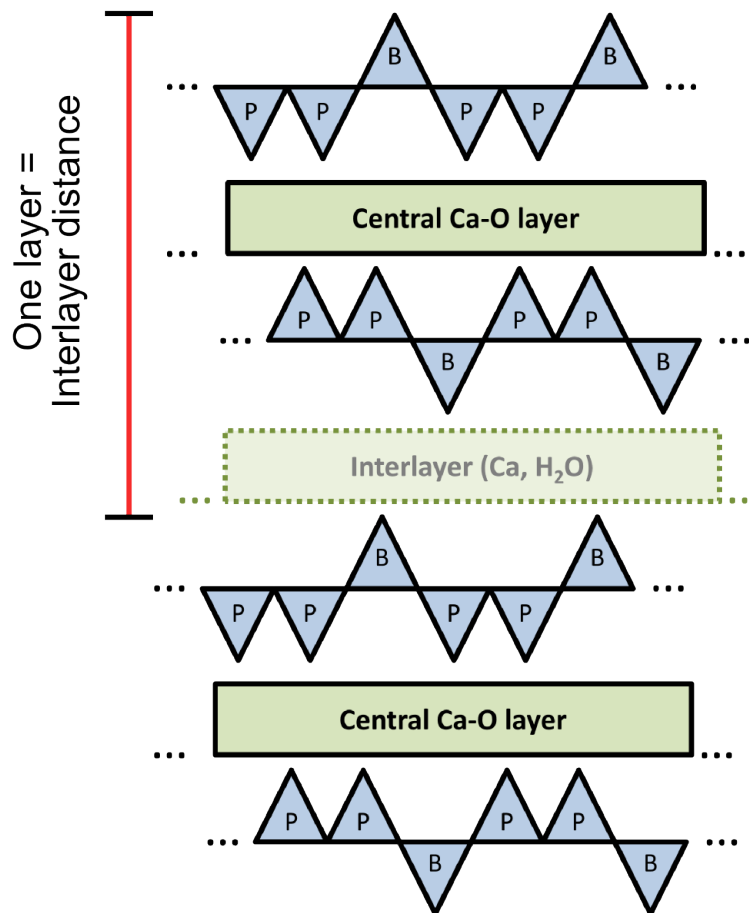 One layer =
Interlayer distance
B B
... ...
P P P P
Central Ca-O layer
... ...
P P P P
... ...
B B
Interlayer (Ca, H₂O)
... ...
B B
... ...
P P P P
Central Ca-O layer
... ...
P P P P
... ...
B B